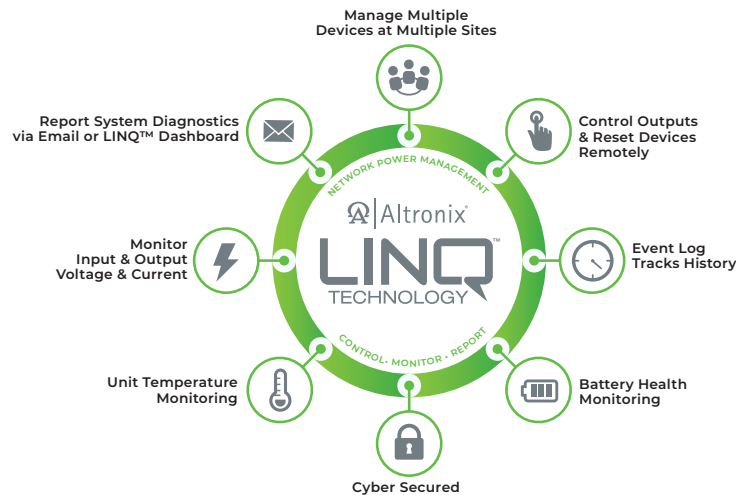 Manage Multiple
Devices at Multiple Sites
Report System Diagnostics
via Email or LINQ™ Dashboard
Control Outputs
& Reset Devices
Remotely
NETWORK POWER MANAGEMENT
Altronix®
LINQ™
TECHNOLOGY
Monitor
Input & Output
Voltage & Current
Event Log
Tracks History
CONTROL • MONITOR • REPORT
Unit Temperature
Monitoring
Battery Health
Monitoring
Cyber Secured